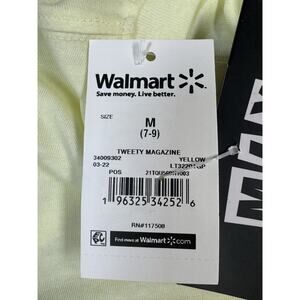 Walmart
Save money. Live better.
SIZE
M
(7-9)
TWEETY MAGAZINE
34009302 YELLOW
03-22
POS
1 96325 34252 6
RN#117500
Find more at Walmart.com